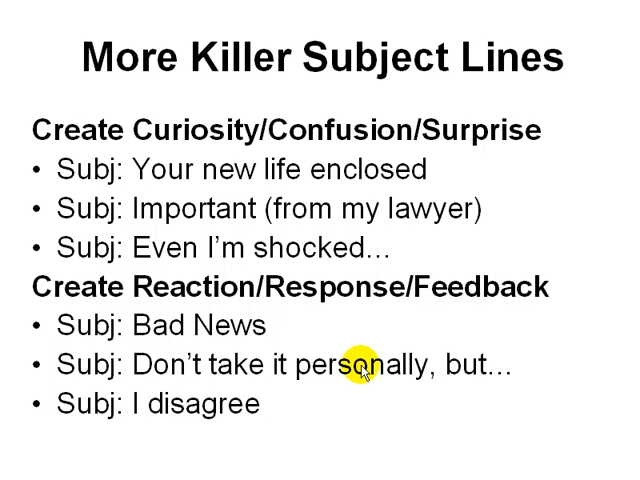 More Killer Subject Lines
Create Curiosity/Confusion/Surprise
• Subj: Your new life enclosed
• Subj: Important (from my lawyer)
• Subj: Even I’m shocked...
Create Reaction/Response/Feedback
• Subj: Bad News
• Subj: Don’t take it personally, but...
• Subj: I disagree